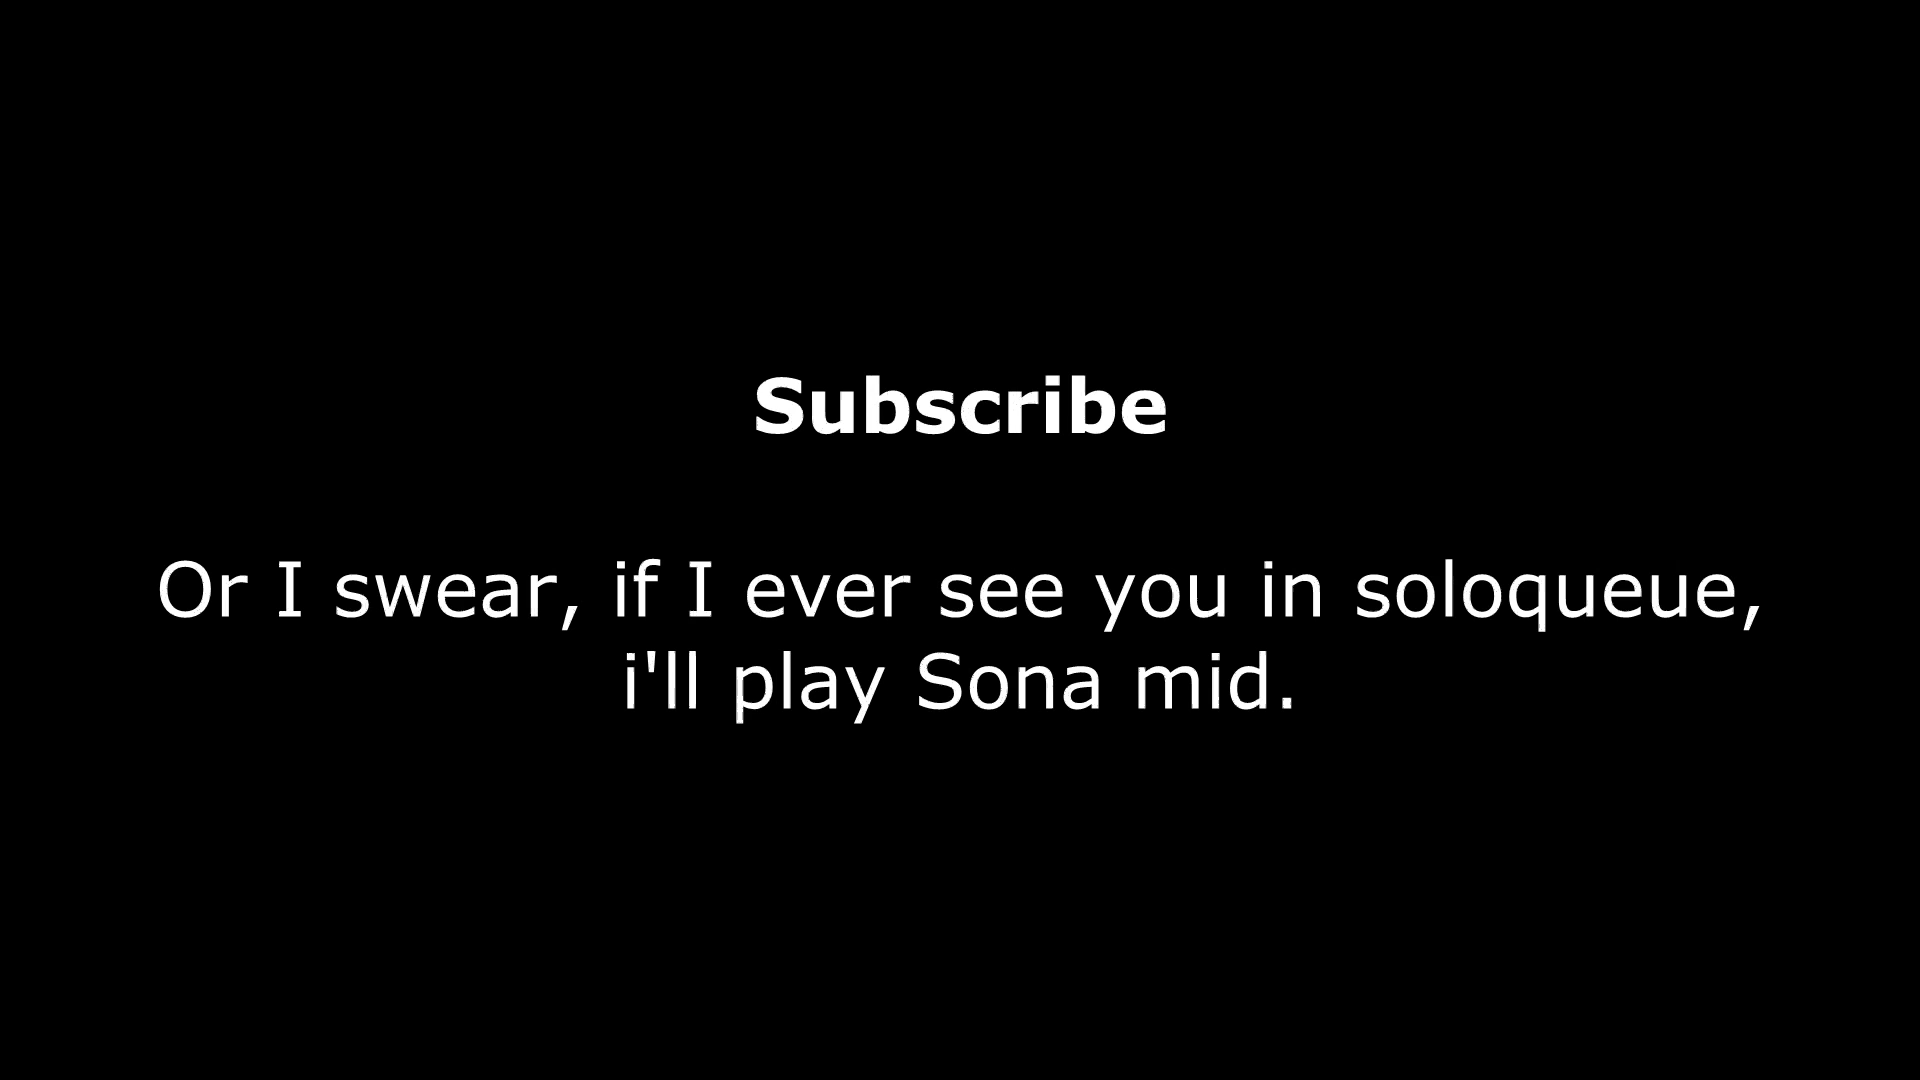 Subscribe
Or I swear, if I ever see you in soloqueue,
i'll play Sona mid.